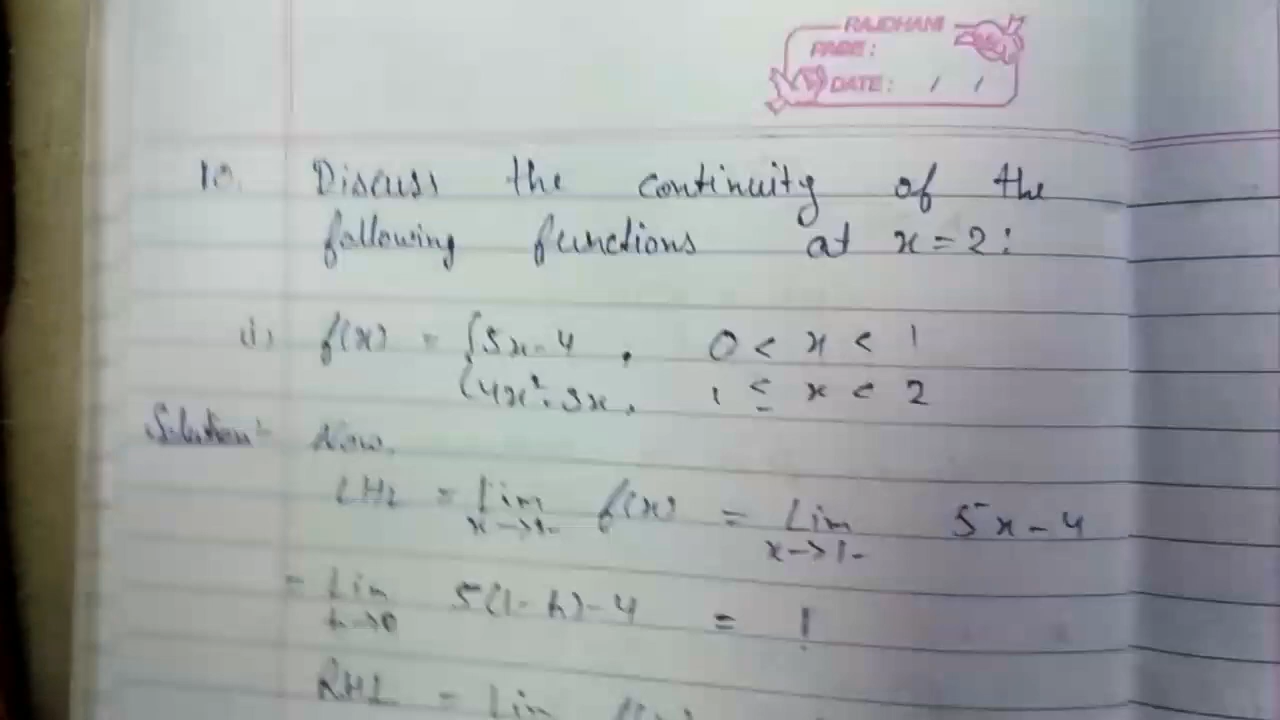 RAJDHANI
PAGE:
DATE: / /
10. Discuss the continuity of the
following functions at x = 2:
(i) f(x) = {5x-4, 0 < x < 1
{4x²-3x, 1 ≤ x < 2
Solution:- Now,
LHL = Lim x->1- f(x) = Lim x->1- 5x-4
= Lim h->0 5(1-h)-4 = 1
RHL = Lim f(x)